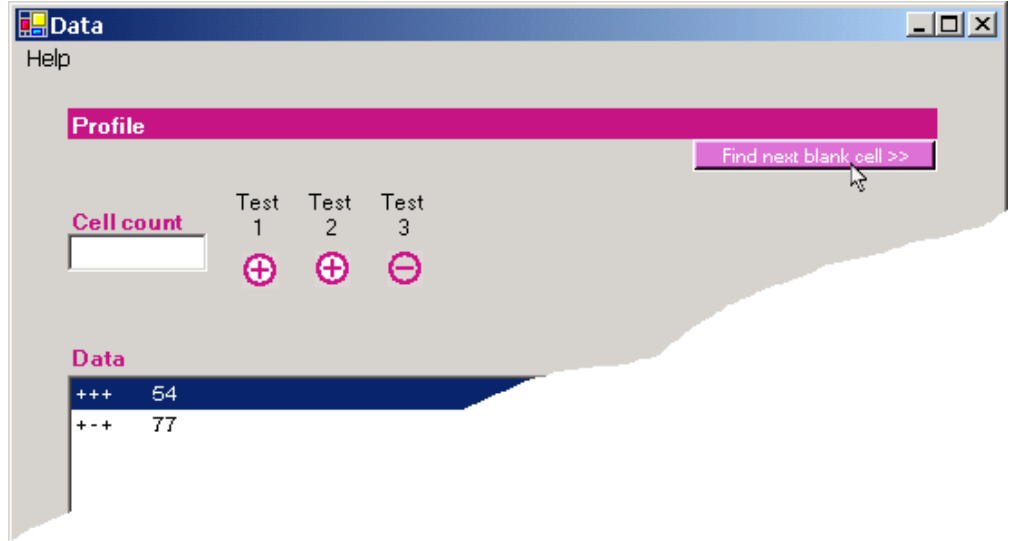 Data
Help
Profile
Find next blank cell >>
Test Test Test
Cell count 1 2 3
Data
+++ 54
+-+ 77